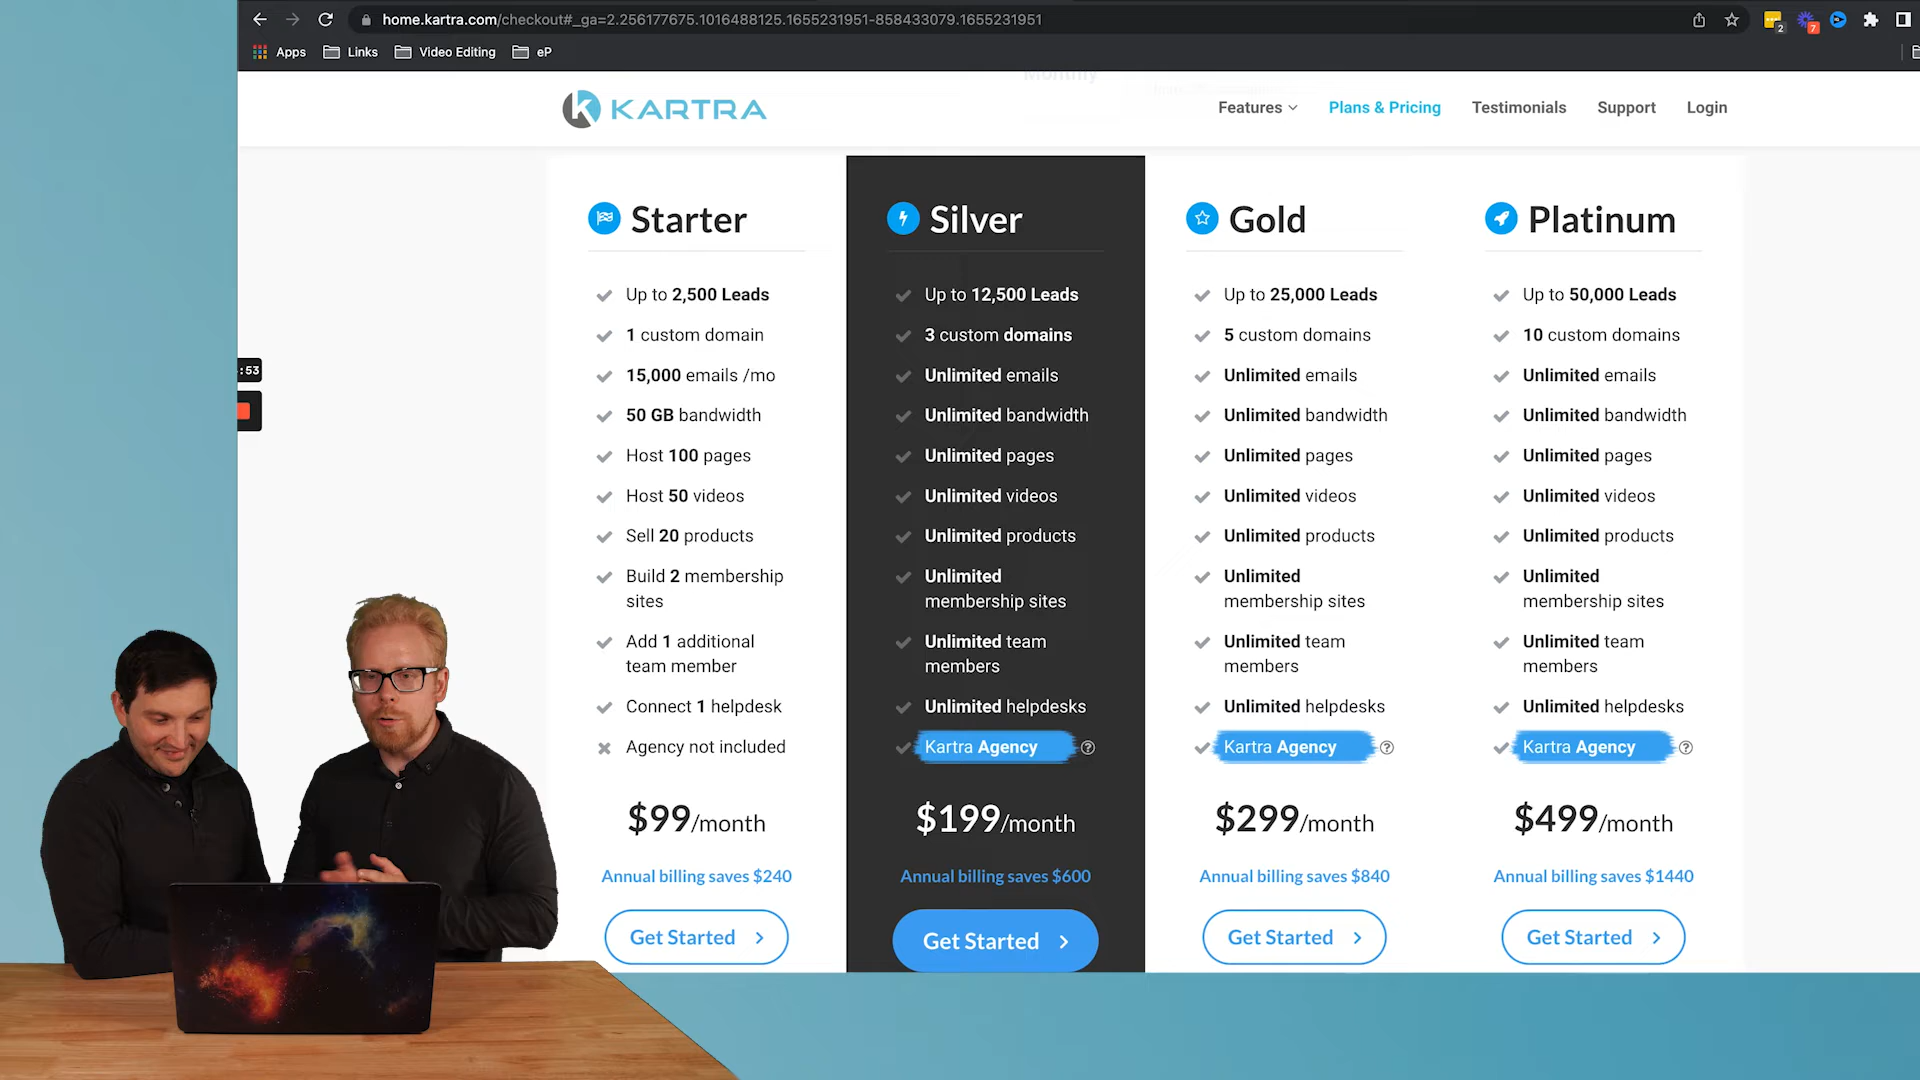 home.kartra.com/checkout#_ga=2.256177675.1016488125.1655231951-858433079.1655231951
2
7
Apps
Links
Video Editing
eP
Monthly
KARTRA
Features
Plans & Pricing
Testimonials
Support
Login
:53
Starter
Up to 2,500 Leads
1 custom domain
15,000 emails /mo
50 GB bandwidth
Host 100 pages
Host 50 videos
Sell 20 products
Build 2 membership
sites
Add 1 additional
team member
Connect 1 helpdesk
Agency not included
$99/month
Annual billing saves $240
Get Started
Silver
Up to 12,500 Leads
3 custom domains
Unlimited emails
Unlimited bandwidth
Unlimited pages
Unlimited videos
Unlimited products
Unlimited
membership sites
Unlimited team
members
Unlimited helpdesks
Kartra Agency
?
$199/month
Annual billing saves $600
Get Started
Gold
Up to 25,000 Leads
5 custom domains
Unlimited emails
Unlimited bandwidth
Unlimited pages
Unlimited videos
Unlimited products
Unlimited
membership sites
Unlimited team
members
Unlimited helpdesks
Kartra Agency
?
$299/month
Annual billing saves $840
Get Started
Platinum
Up to 50,000 Leads
10 custom domains
Unlimited emails
Unlimited bandwidth
Unlimited pages
Unlimited videos
Unlimited products
Unlimited
membership sites
Unlimited team
members
Unlimited helpdesks
Kartra Agency
?
$499/month
Annual billing saves $1440
Get Started